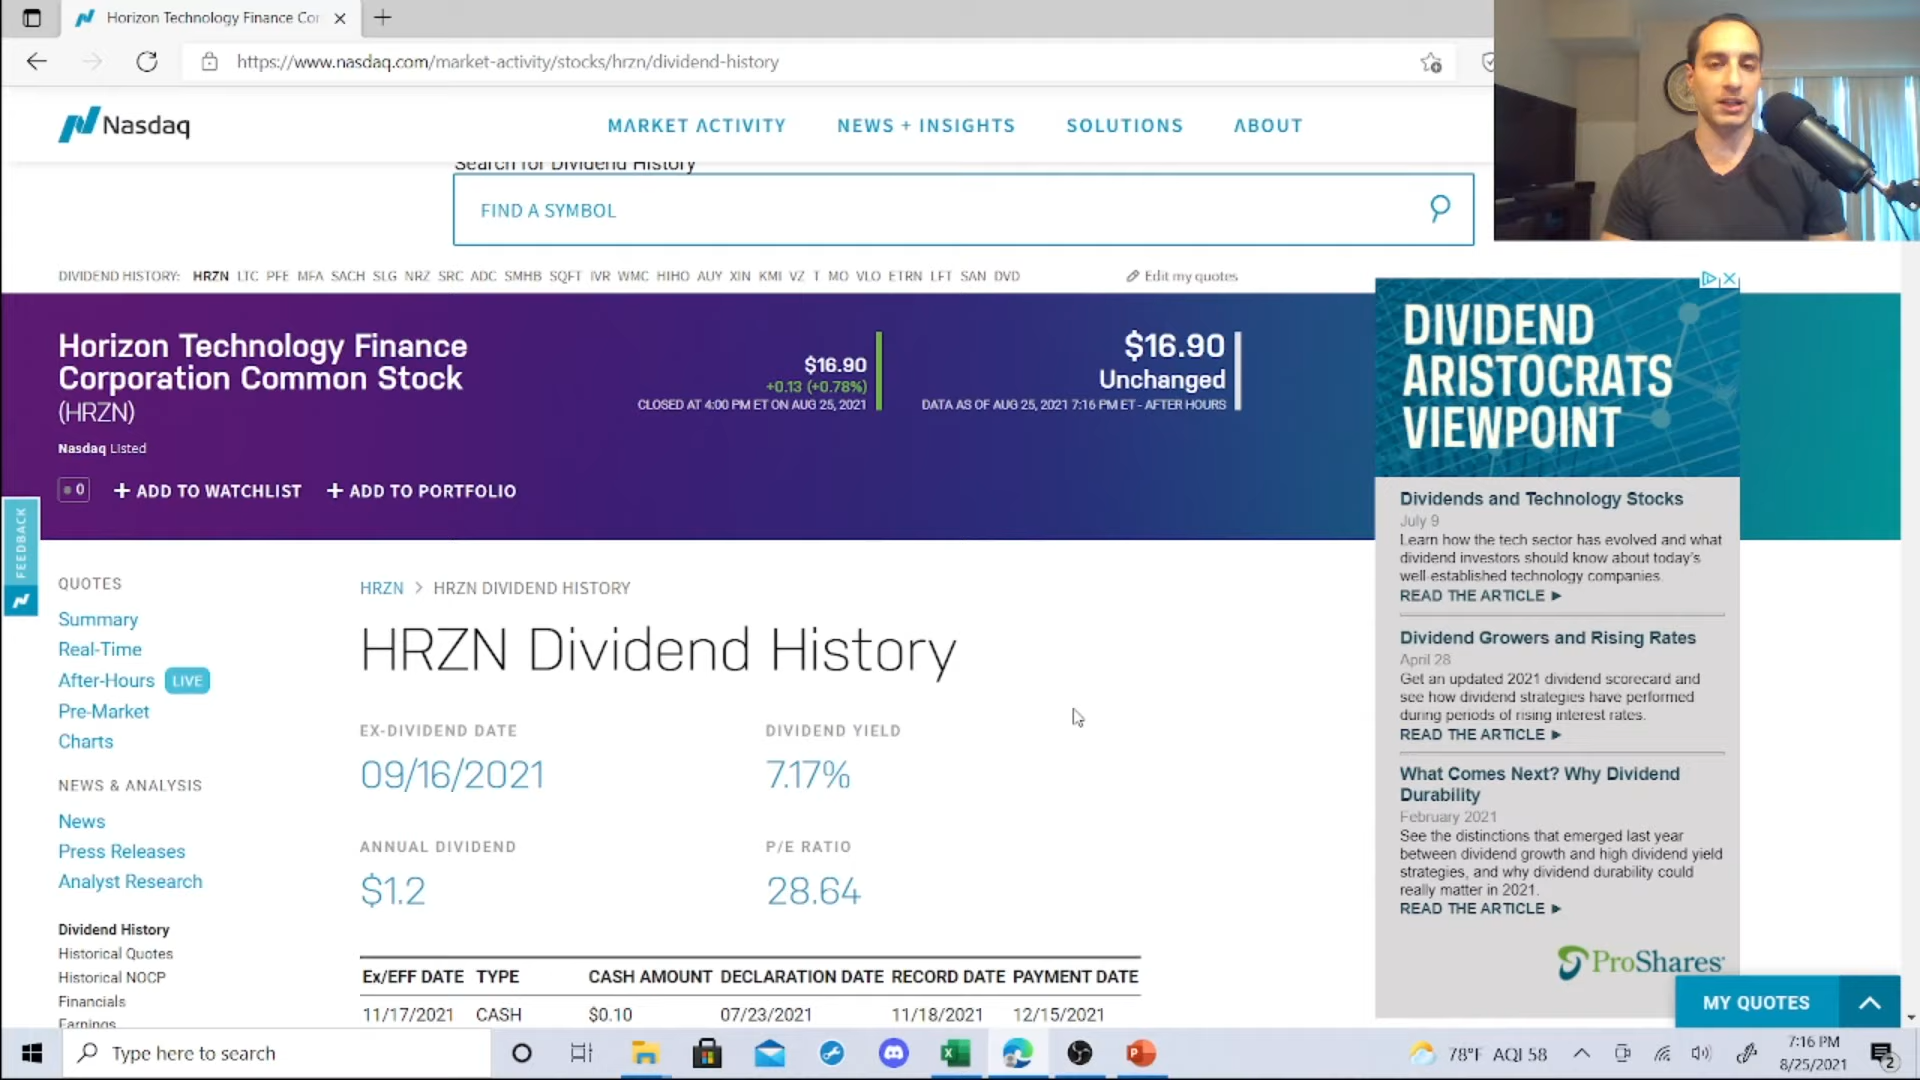 Horizon Technology Finance Cor
https://www.nasdaq.com/market-activity/stocks/hrzn/dividend-history
Nasdaq
MARKET ACTIVITY NEWS + INSIGHTS SOLUTIONS ABOUT
Search for Dividend History
FIND A SYMBOL
DIVIDEND HISTORY: HRZN LTC PFE MFA SACH SLG NRZ SRC ADC SMHB SQFT IVR WMC HIHO AUY XIN KMI VZ T MO VLO ETRN LFT SAN DVD Edit my quotes
Horizon Technology Finance
Corporation Common Stock
(HRZN)
Nasdaq Listed
0 + ADD TO WATCHLIST + ADD TO PORTFOLIO
$16.90
+0.13 (+0.78%)
CLOSED AT 4:00 PM ET ON AUG 25, 2021
$16.90
Unchanged
DATA AS OF AUG 25, 2021 7:16 PM ET - AFTER HOURS
DIVIDEND
ARISTOCRATS
VIEWPOINT
Dividends and Technology Stocks
July 9
Learn how the tech sector has evolved and what
dividend investors should know about today's
well-established technology companies.
READ THE ARTICLE ►
Dividend Growers and Rising Rates
April 28
Get an updated 2021 dividend scorecard and
see how dividend strategies have performed
during periods of rising interest rates.
READ THE ARTICLE ►
What Comes Next? Why Dividend
Durability
February 2021
See the distinctions that emerged last year
between dividend growth and high dividend yield
strategies, and why dividend durability could
really matter in 2021.
READ THE ARTICLE ►
ProShares
FEEDBACK
QUOTES
Summary
Real-Time
After-Hours LIVE
Pre-Market
Charts
NEWS & ANALYSIS
News
Press Releases
Analyst Research
Dividend History
Historical Quotes
Historical NOCP
Financials
Earnings
HRZN > HRZN DIVIDEND HISTORY
HRZN Dividend History
EX-DIVIDEND DATE DIVIDEND YIELD
09/16/2021 7.17%
ANNUAL DIVIDEND P/E RATIO
$1.2 28.64
Ex/EFF DATE TYPE CASH AMOUNT DECLARATION DATE RECORD DATE PAYMENT DATE
11/17/2021 CASH $0.10 07/23/2021 11/18/2021 12/15/2021
MY QUOTES
Type here to search
78°F AQI 58
7:16 PM
8/25/2021
2